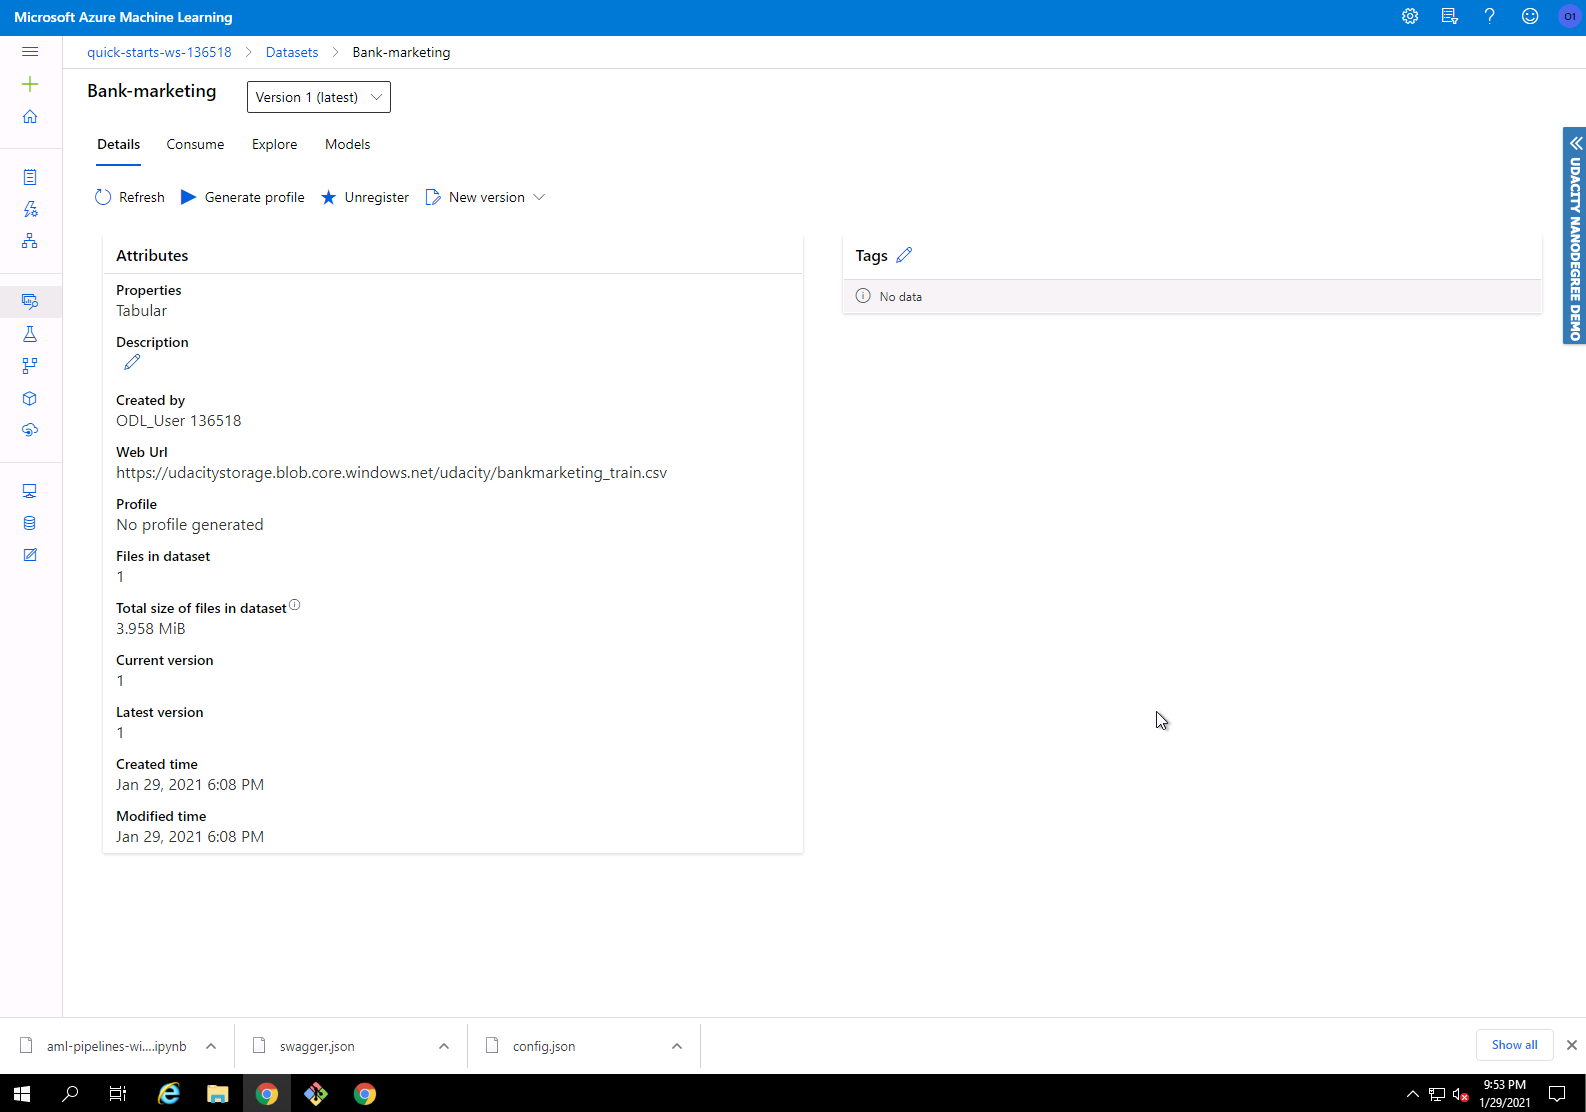 Microsoft Azure Machine Learning
O1
quick-starts-ws-136518 > Datasets > Bank-marketing
Bank-marketing
Version 1 (latest)
Details
Consume
Explore
Models
Refresh
Generate profile
Unregister
New version
UDACITY NANODEGREE DEMO
Attributes
Properties
Tabular
Description
Created by
ODL_User 136518
Web Url
https://udacitystorage.blob.core.windows.net/udacity/bankmarketing_train.csv
Profile
No profile generated
Files in dataset
1
Total size of files in dataset
3.958 MiB
Current version
1
Latest version
1
Created time
Jan 29, 2021 6:08 PM
Modified time
Jan 29, 2021 6:08 PM
Tags
No data
aml-pipelines-wi....ipynb
swagger.json
config.json
Show all
9:53 PM
1/29/2021